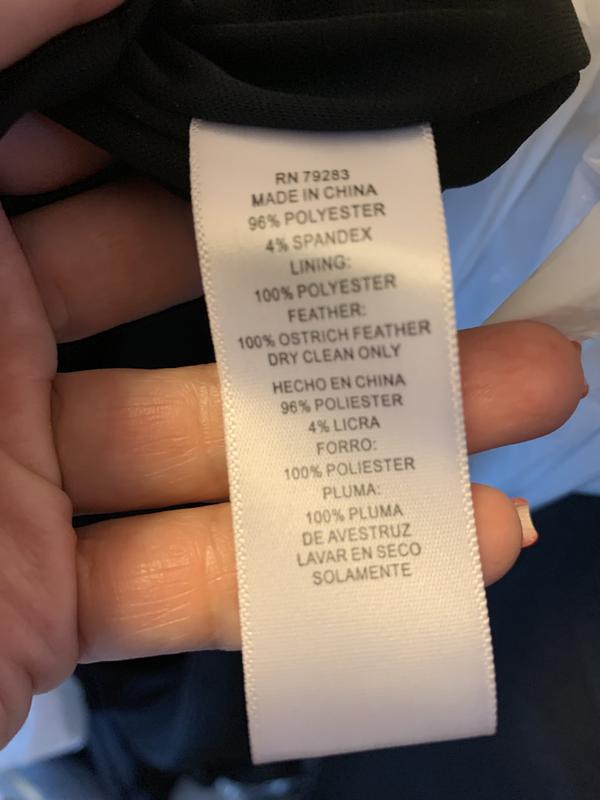 RN 79283
MADE IN CHINA
96% POLYESTER
4% SPANDEX
LINING:
100% POLYESTER
FEATHER:
100% OSTRICH FEATHER
DRY CLEAN ONLY
HECHO EN CHINA
96% POLIESTER
4% LICRA
FORRO:
100% POLIESTER
PLUMA:
100% PLUMA
DE AVESTRUZ
LAVAR EN SECO
SOLAMENTE